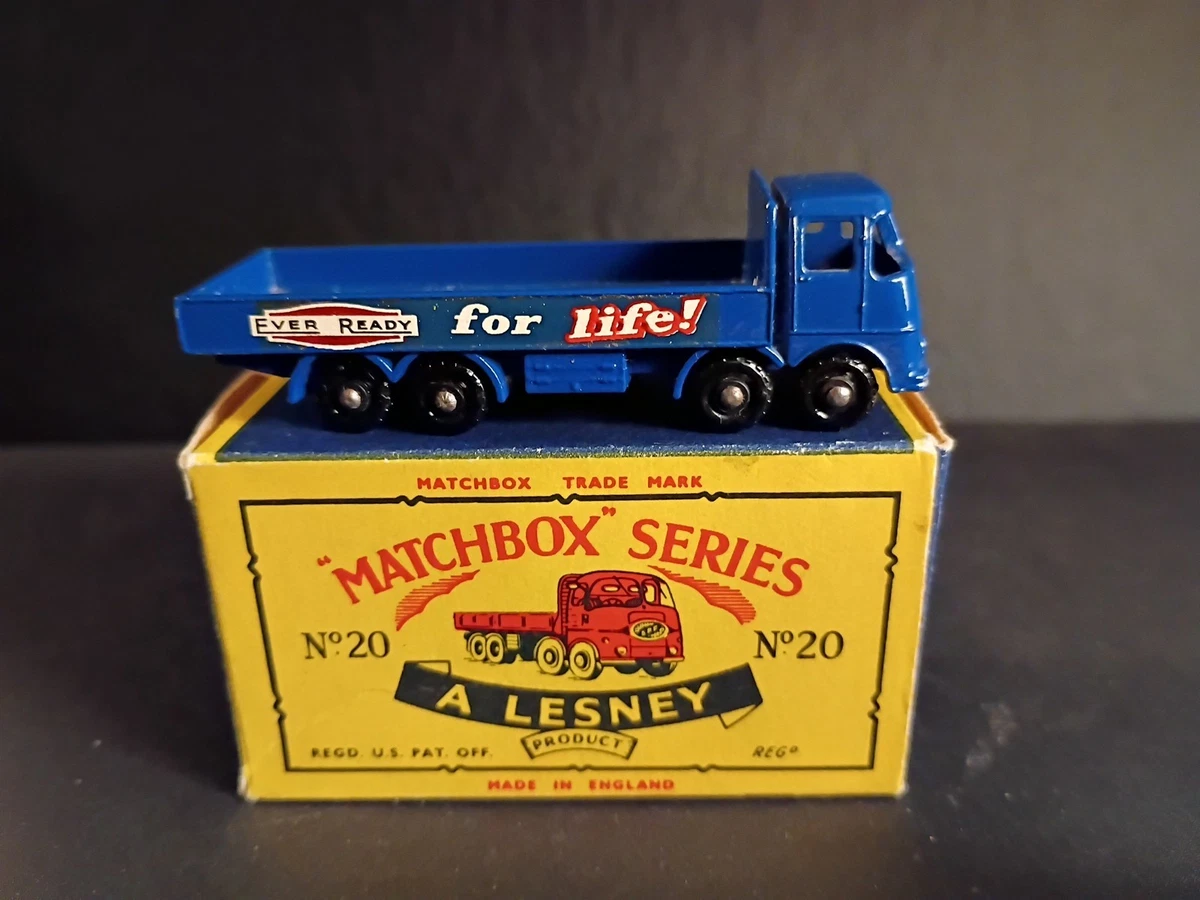 EVER READY for life!
MATCHBOX TRADE MARK
"MATCHBOX" SERIES
Nº20 Nº20
A LESNEY
PRODUCT
REGD. U.S. PAT. OFF. REGD
MADE IN ENGLAND